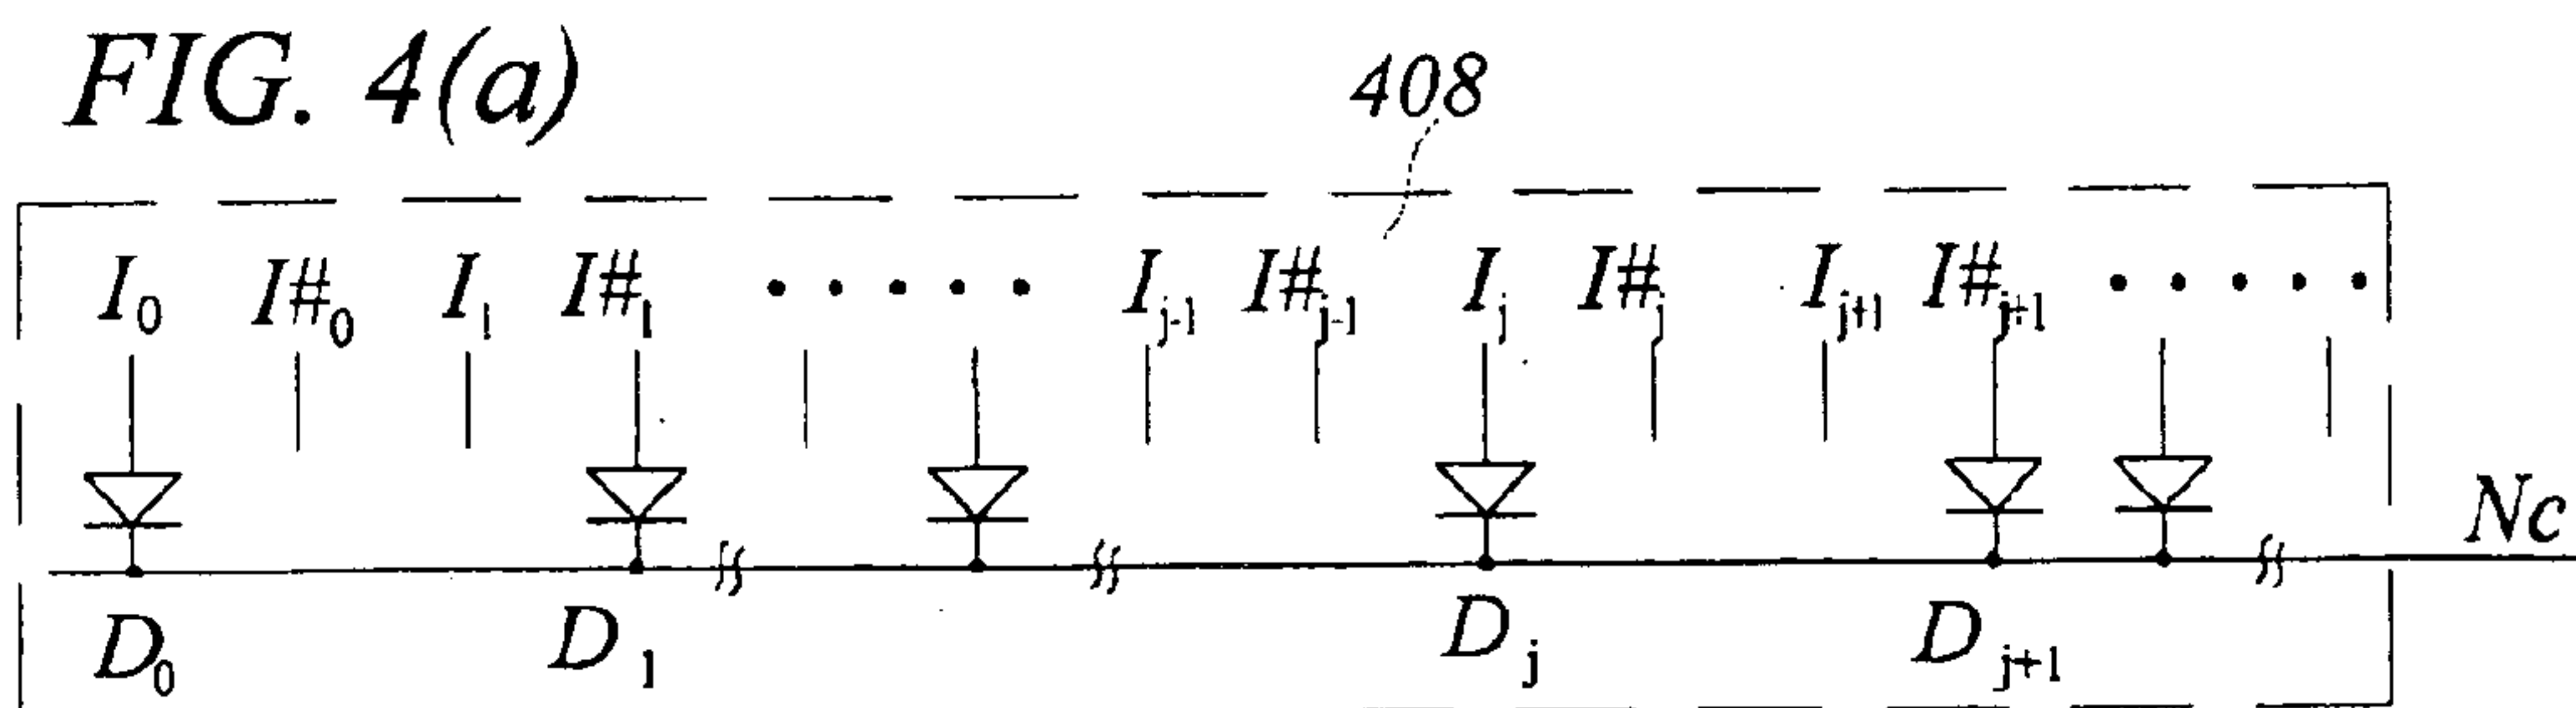 FIG. 4(a)
408
I₀ I#₀ I₁ I#₁ • • • • • Iⱼ₋₁ I#ⱼ₋₁ Iⱼ I#ⱼ Iⱼ₊₁ I#ⱼ₊₁ • • • • •
Nc
D₀ D₁ Dⱼ Dⱼ₊₁